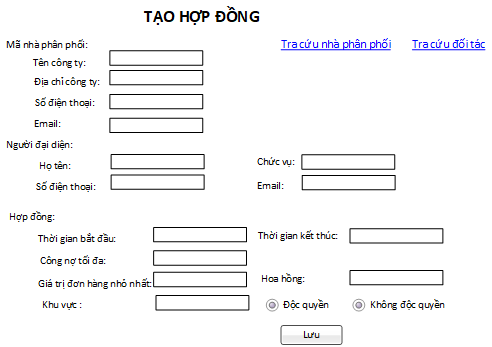 TẠO HỢP ĐỒNG
Mã nhà phân phối:
Tra cứu nhà phân phối Tra cứu đối tác
Tên công ty:
Địa chỉ công ty:
Số điện thoại:
Email:
Người đại diện:
Họ tên: Chức vụ:
Số điện thoại: Email:
Hợp đồng:
Thời gian bắt đầu: Thời gian kết thúc:
Công nợ tối đa:
Giá trị đơn hàng nhỏ nhất: Hoa hồng:
Khu vực : Độc quyền Không độc quyền
Lưu